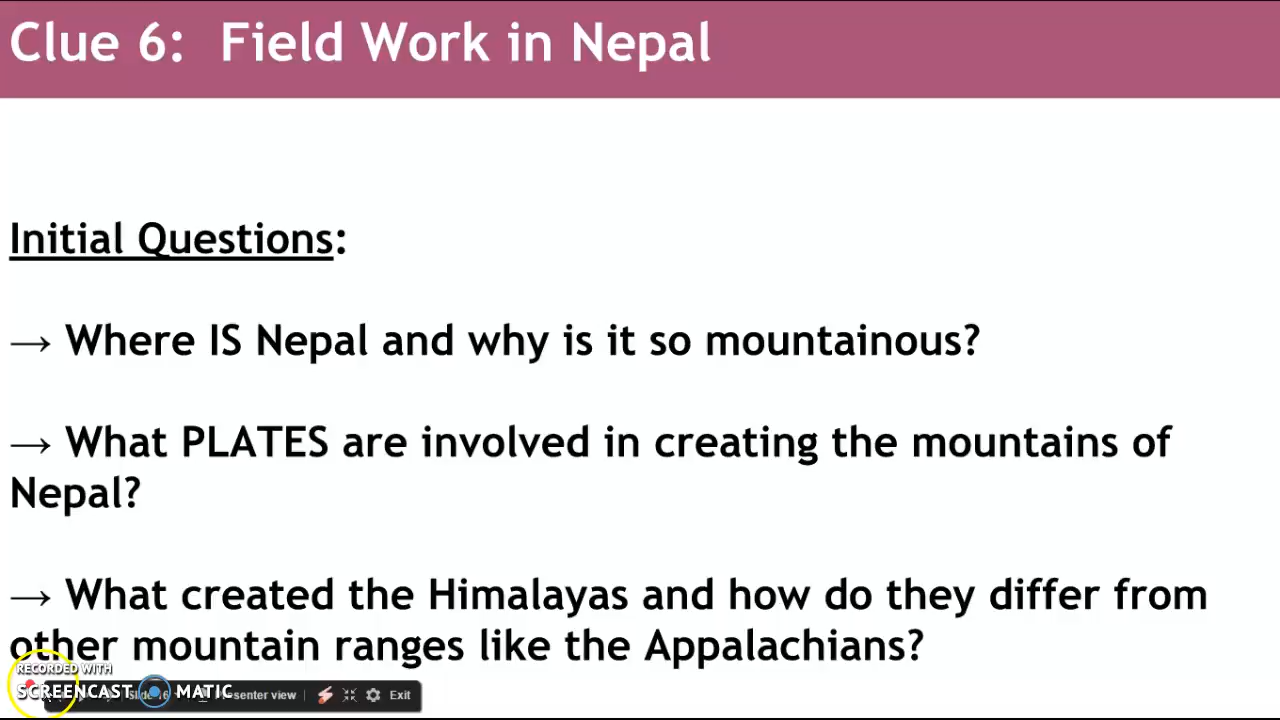 Clue 6: Field Work in Nepal
Initial Questions:
→ Where IS Nepal and why is it so mountainous?
→ What PLATES are involved in creating the mountains of
Nepal?
→ What created the Himalayas and how do they differ from
other mountain ranges like the Appalachians?
RECORDED WITH
SCREENCAST MATIC
Exit